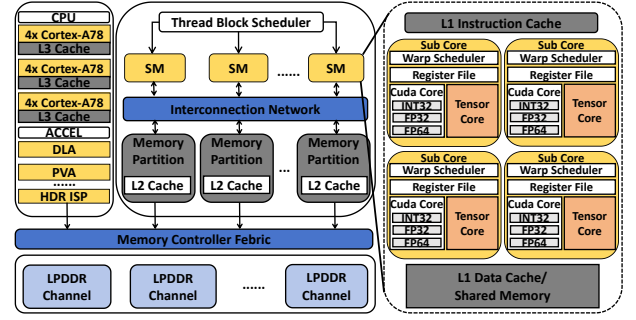 CPU
4x Cortex-A78
L3 Cache
4x Cortex-A78
L3 Cache
4x Cortex-A78
L3 Cache
ACCEL
DLA
PVA
......
HDR ISP
Thread Block Scheduler
SM
SM
......
SM
Interconnection Network
Memory
Partition
L2 Cache
Memory
Partition
L2 Cache
...
Memory
Partition
L2 Cache
Memory Controller Febric
LPDDR
Channel
LPDDR
Channel
......
LPDDR
Channel
L1 Instruction Cache
Sub Core
Warp Scheduler
Register File
Cuda Core
INT32
FP32
FP64
Tensor
Core
Sub Core
Warp Scheduler
Register File
Cuda Core
INT32
FP32
FP64
Tensor
Core
Sub Core
Warp Scheduler
Register File
Cuda Core
INT32
FP32
FP64
Tensor
Core
Sub Core
Warp Scheduler
Register File
Cuda Core
INT32
FP32
FP64
Tensor
Core
L1 Data Cache/
Shared Memory